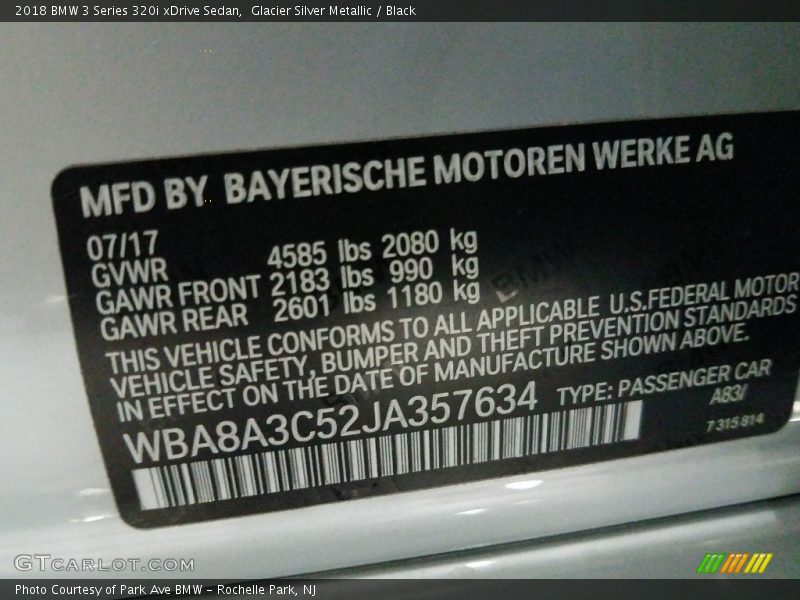 2018 BMW 3 Series 320i xDrive Sedan,  Glacier Silver Metallic / Black
MFD BY BAYERISCHE MOTOREN WERKE AG
07/17
GVWR 4585 lbs 2080 kg
GAWR FRONT 2183 lbs 990 kg
GAWR REAR 2601 lbs 1180 kg
THIS VEHICLE CONFORMS TO ALL APPLICABLE U.S.FEDERAL MOTOR
VEHICLE SAFETY, BUMPER AND THEFT PREVENTION STANDARDS
IN EFFECT ON THE DATE OF MANUFACTURE SHOWN ABOVE.
WBA8A3C52JA357634 TYPE: PASSENGER CAR
A83/
7 315 814
GTCARLOT.COM
Photo Courtesy of Park Ave BMW - Rochelle Park, NJ